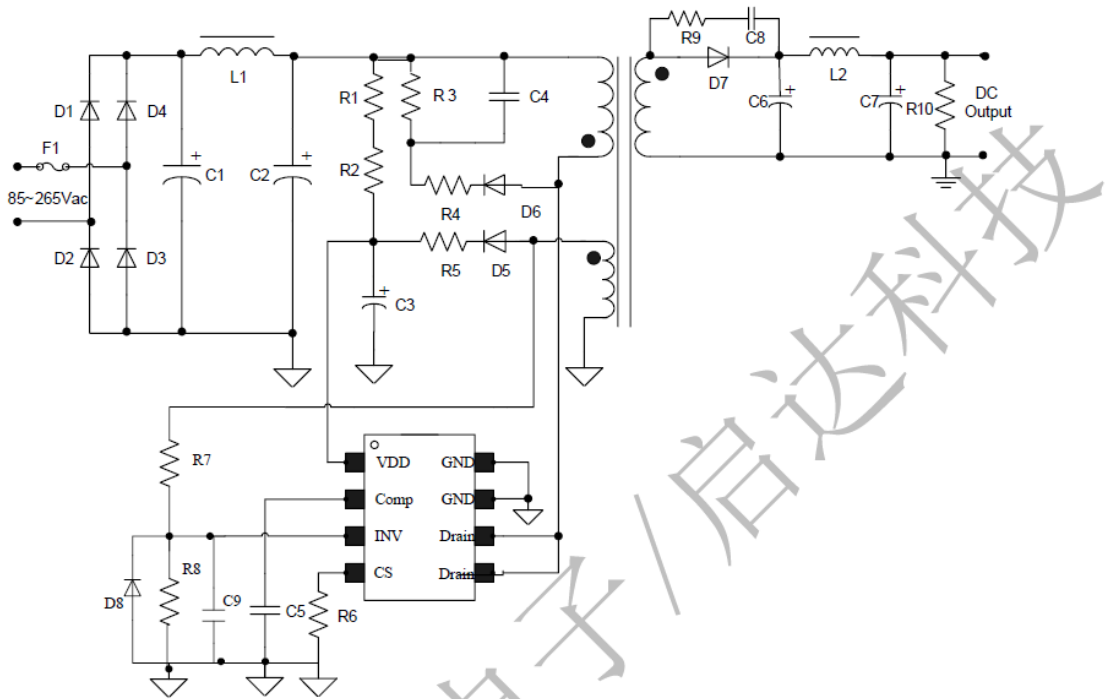 R9
C8
L1
D7
L2
D1
D4
R1
R 3
C4
C6
C7
R10
DC
Output
F1
C1
C2
R2
85~265Vac
R4
D6
D2
D3
R5
D5
C3
R7
VDD
GND
Comp
GND
INV
Drain
CS
Drain
D8
R8
C9
C5
R6
子/启达科技